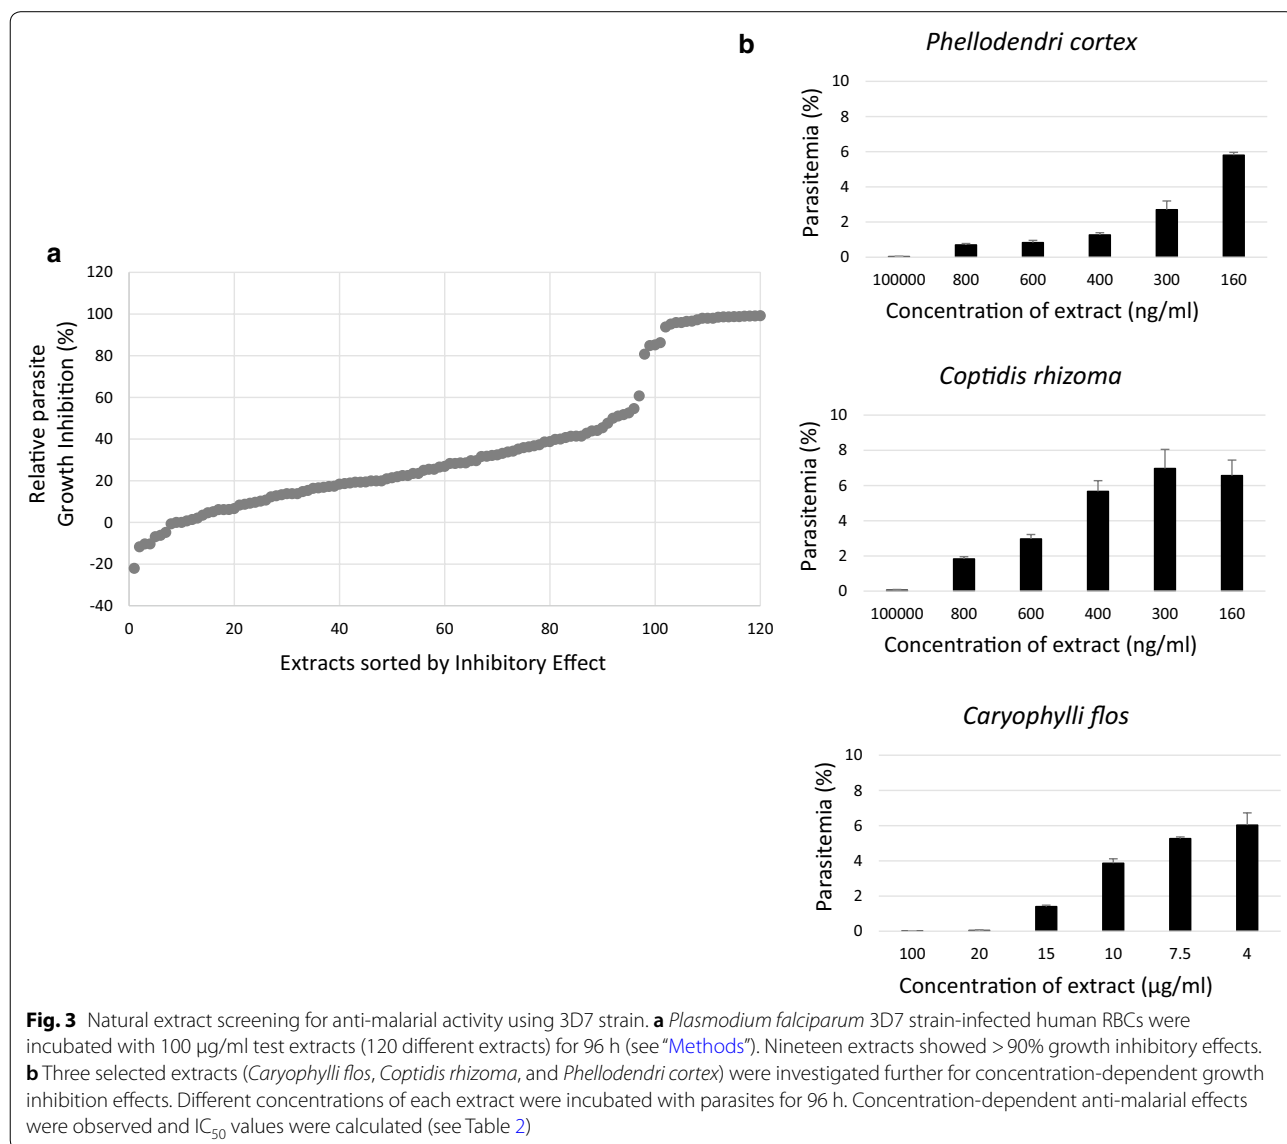 a
120
100
80
60
40
20
0
-20
-40
Relative parasite
Growth Inhibition (%)
0 20 40 60 80 100 120
Extracts sorted by Inhibitory Effect
b
Phellodendri cortex
10
8
6
4
2
0
Parasitemia (%)
100000 800 600 400 300 160
Concentration of extract (ng/ml)
Coptidis rhizoma
10
8
6
4
2
0
Parasitemia (%)
100000 800 600 400 300 160
Concentration of extract (ng/ml)
Caryophylli flos
10
8
6
4
2
0
Parasitemia (%)
100 20 15 10 7.5 4
Concentration of extract (µg/ml)
Fig. 3 Natural extract screening for anti-malarial activity using 3D7 strain. a Plasmodium falciparum 3D7 strain-infected human RBCs were
incubated with 100 µg/ml test extracts (120 different extracts) for 96 h (see “Methods”). Nineteen extracts showed > 90% growth inhibitory effects.
b Three selected extracts (Caryophylli flos, Coptidis rhizoma, and Phellodendri cortex) were investigated further for concentration-dependent growth
inhibition effects. Different concentrations of each extract were incubated with parasites for 96 h. Concentration-dependent anti-malarial effects
were observed and IC50 values were calculated (see Table 2)